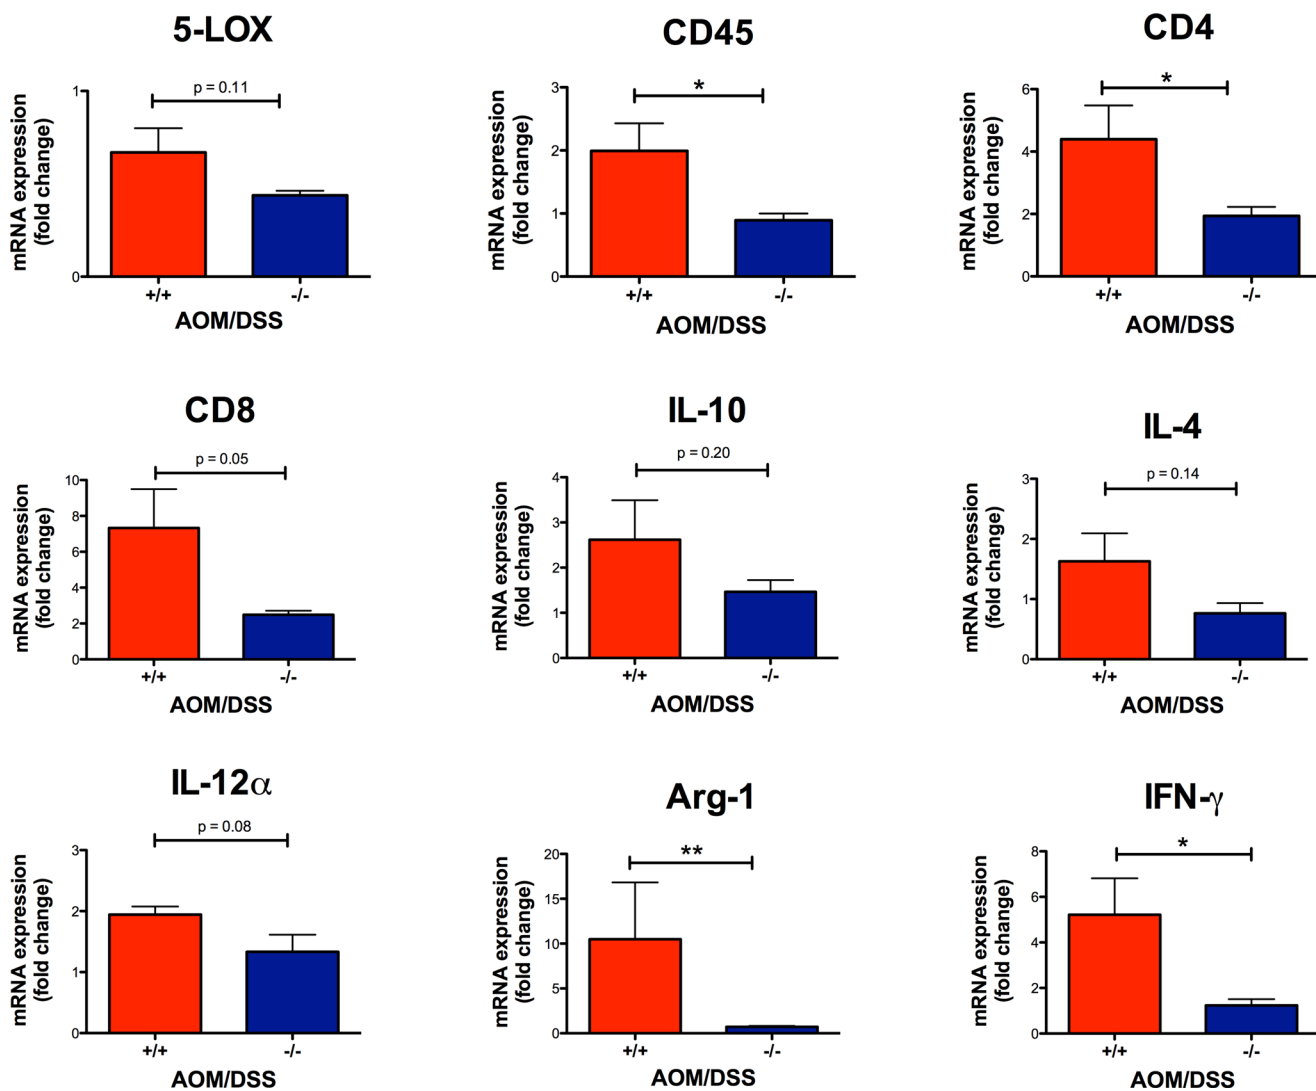 5-LOX
p = 0.11
mRNA expression
(fold change)
1
0
+/+
-/-
AOM/DSS
CD45
*
mRNA expression
(fold change)
3
2
1
0
+/+
-/-
AOM/DSS
CD4
*
mRNA expression
(fold change)
6
4
2
0
+/+
-/-
AOM/DSS
CD8
p = 0.05
mRNA expression
(fold change)
10
8
6
4
2
0
+/+
-/-
AOM/DSS
IL-10
p = 0.20
mRNA expression
(fold change)
4
3
2
1
0
+/+
-/-
AOM/DSS
IL-4
p = 0.14
mRNA expression
(fold change)
3
2
1
0
+/+
-/-
AOM/DSS
IL-12α
p = 0.08
mRNA expression
(fold change)
3
2
1
0
+/+
-/-
AOM/DSS
Arg-1
**
mRNA expression
(fold change)
20
15
10
5
0
+/+
-/-
AOM/DSS
IFN-γ
*
mRNA expression
(fold change)
8
6
4
2
0
+/+
-/-
AOM/DSS